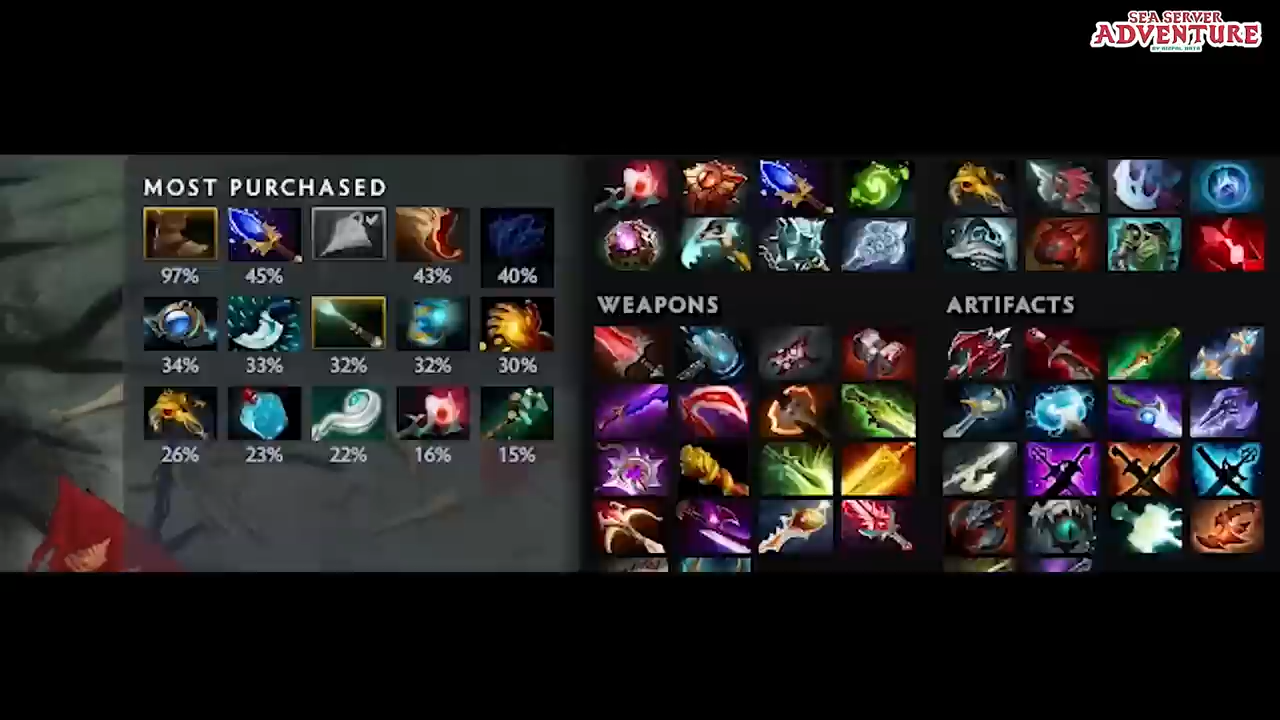 SEA SERVER
ADVENTURE
MOST PURCHASED
97% 45% 43% 40%
34% 33% 32% 32% 30%
26% 23% 22% 16% 15%
WEAPONS
ARTIFACTS